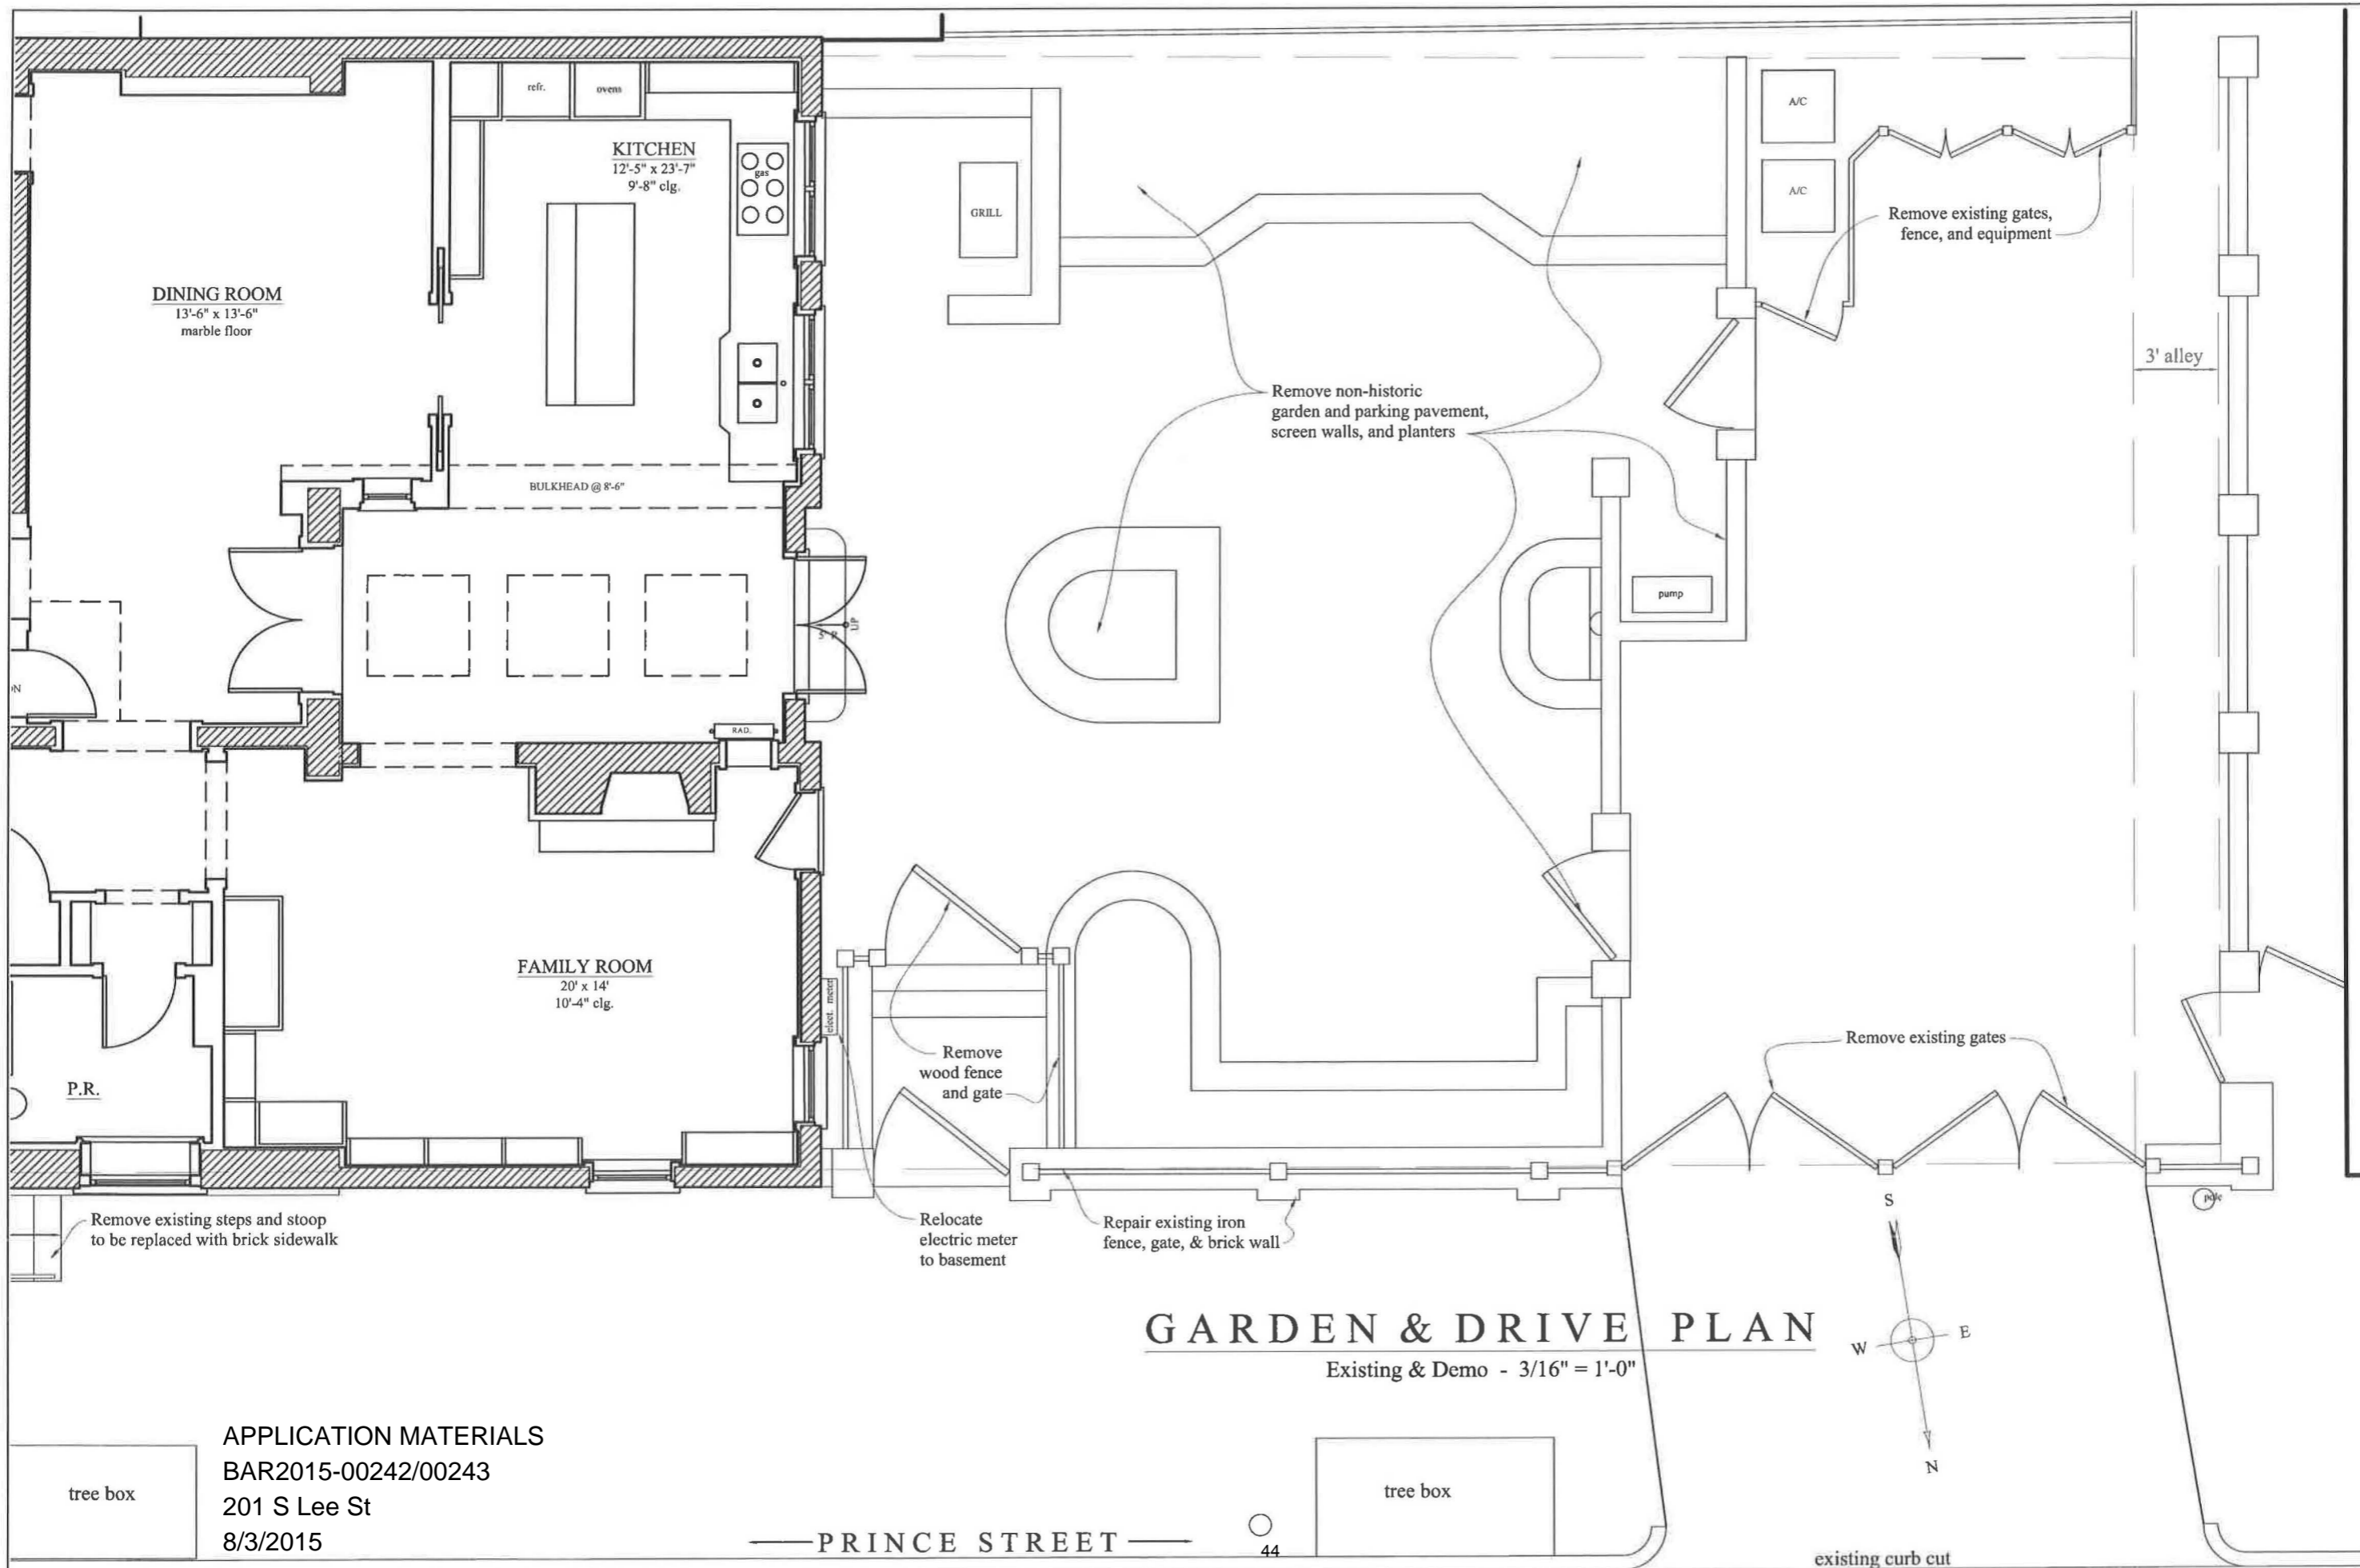 refr.
ovens
KITCHEN
12'-5" x 23'-7"
9'-8" clg.
gas
GRILL
A/C
A/C
Remove existing gates,
fence, and equipment
DINING ROOM
13'-6" x 13'-6"
marble floor
3' alley
Remove non-historic
garden and parking pavement,
screen walls, and planters
BULKHEAD @ 8'-6"
pump
UP
RAD.
FAMILY ROOM
20' x 14'
10'-4" clg.
elect. meter
Remove
wood fence
and gate
Remove existing gates
P.R.
Remove existing steps and stoop
to be replaced with brick sidewalk
Relocate
electric meter
to basement
Repair existing iron
fence, gate, & brick wall
pole
S
W
E
N
GARDEN & DRIVE PLAN
Existing & Demo - 3/16" = 1'-0"
APPLICATION MATERIALS
BAR2015-00242/00243
201 S Lee St
8/3/2015
tree box
tree box
PRINCE STREET
44
existing curb cut